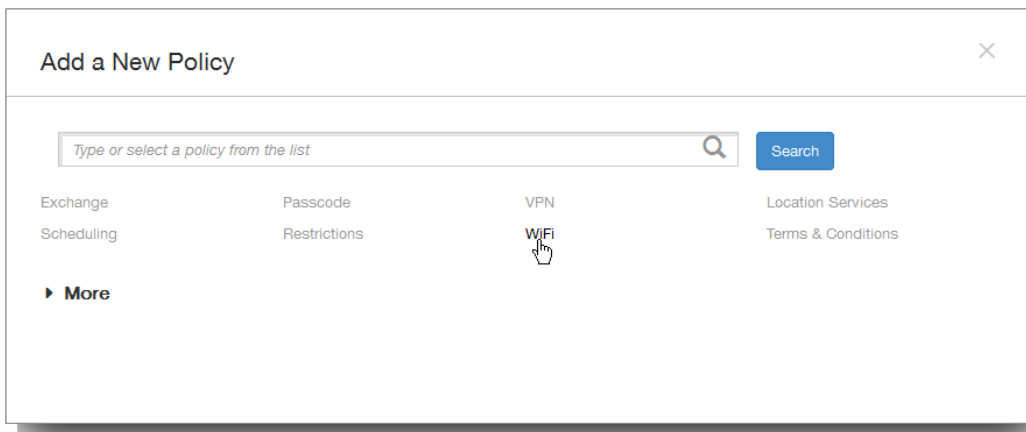 Add a New Policy
Type or select a policy from the list
Search
Exchange Passcode VPN Location Services
Scheduling Restrictions WiFi Terms & Conditions
More